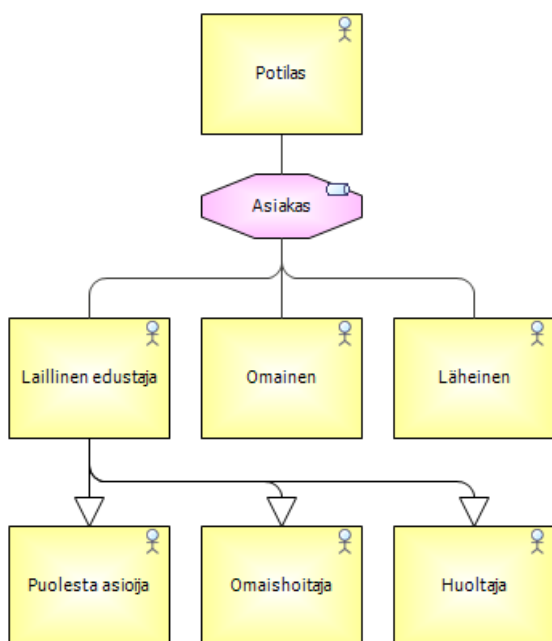 Potilas
Asiakas
Laillinen edustaja
Omainen
Läheinen
Puolesta asioija
Omaishoitaja
Huoltaja